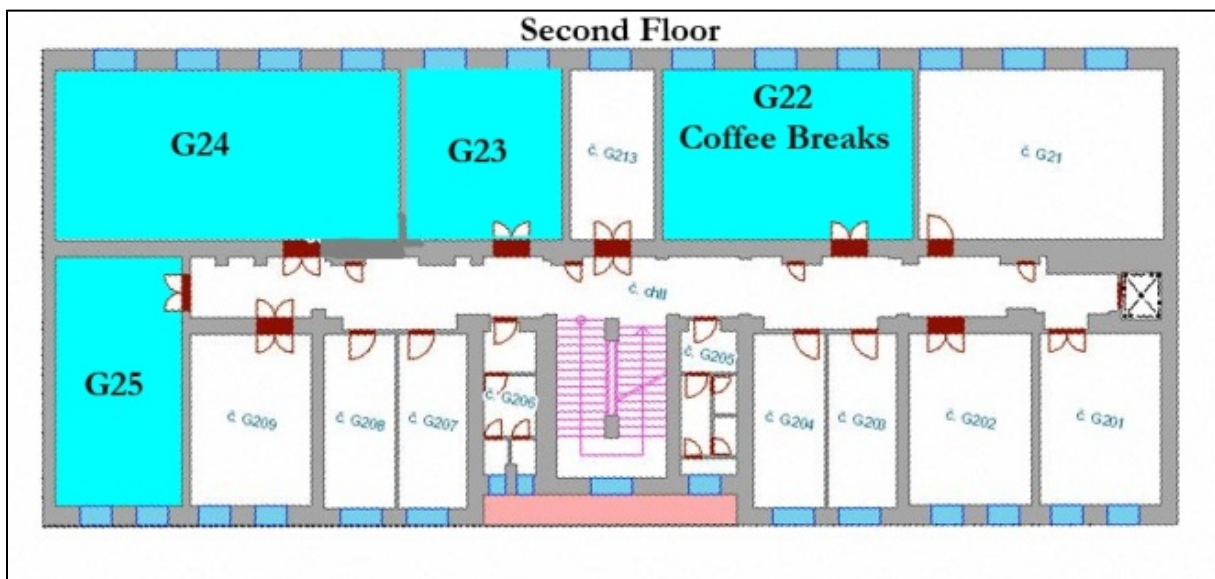 Second Floor
G24
G23
č. G213
G22
Coffee Breaks
č. G21
č. chII
G25
č. G209
č. G208
č. G207
č. G206
č. G205
č. G204
č. G203
č. G202
č. G201